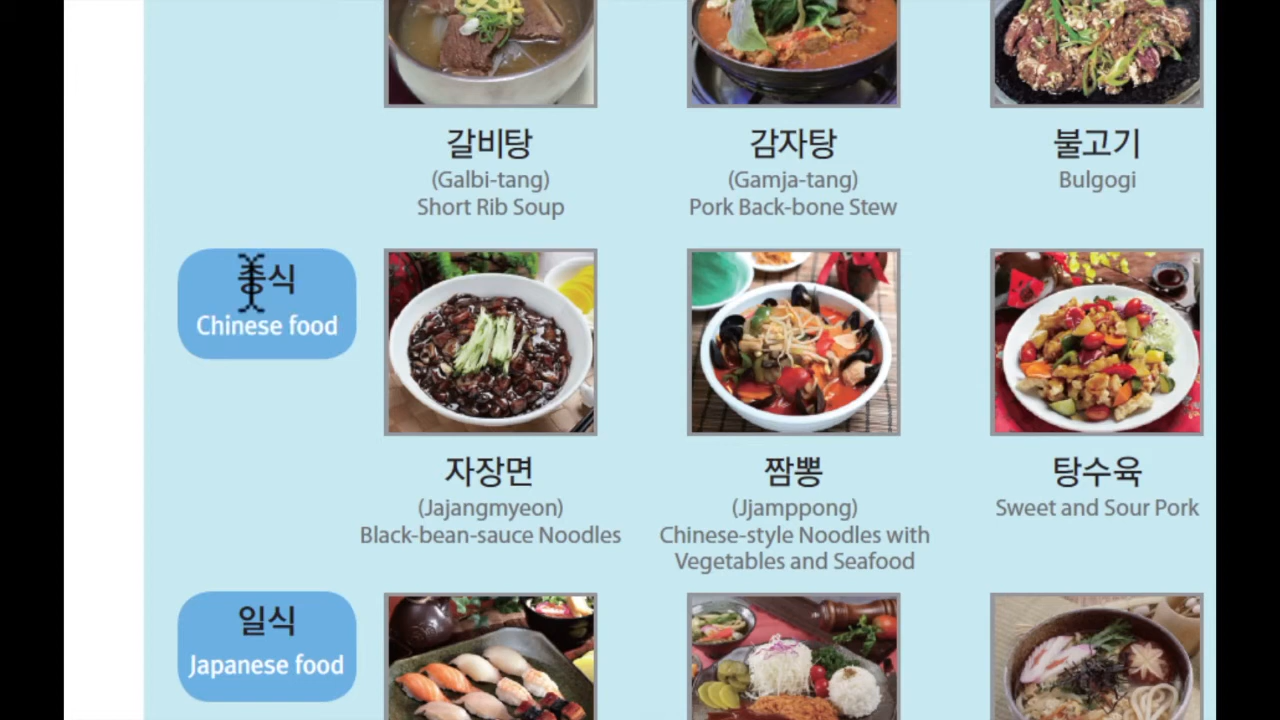 갈비탕
(Galbi-tang)
Short Rib Soup
감자탕
(Gamja-tang)
Pork Back-bone Stew
불고기
Bulgogi
중식
Chinese food
자장면
(Jajangmyeon)
Black-bean-sauce Noodles
짬뽕
(Jjamppong)
Chinese-style Noodles with
Vegetables and Seafood
탕수육
Sweet and Sour Pork
일식
Japanese food